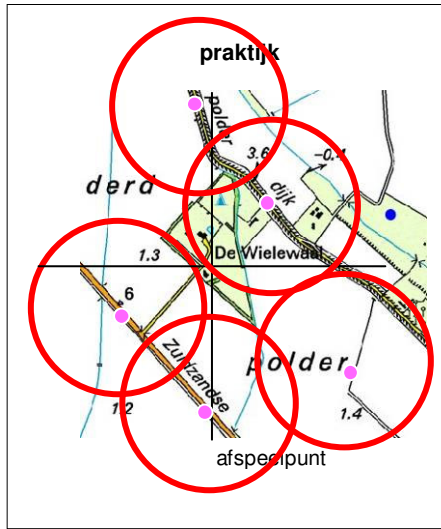 praktijk
polder
3.6
-0.4
dijk
derd
De Wielewaal
1.3
6
polder
Zuidzandse
1.2
1.4
afspeelpunt